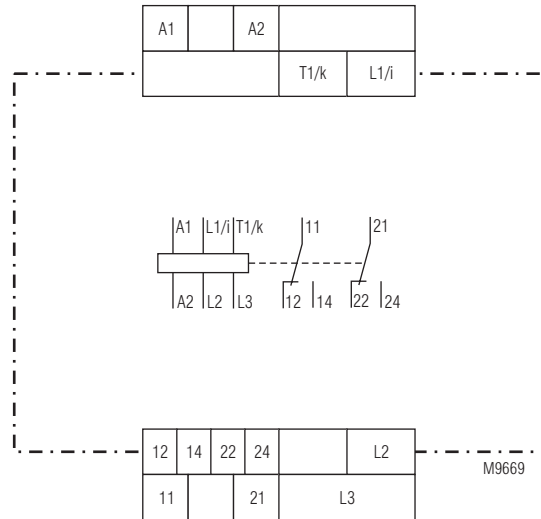 A1 A2
T1/k L1/i
A1 L1/i T1/k 11 21
A2 L2 L3 12 14 22 24
12 14 22 24 L2
M9669
11 21 L3